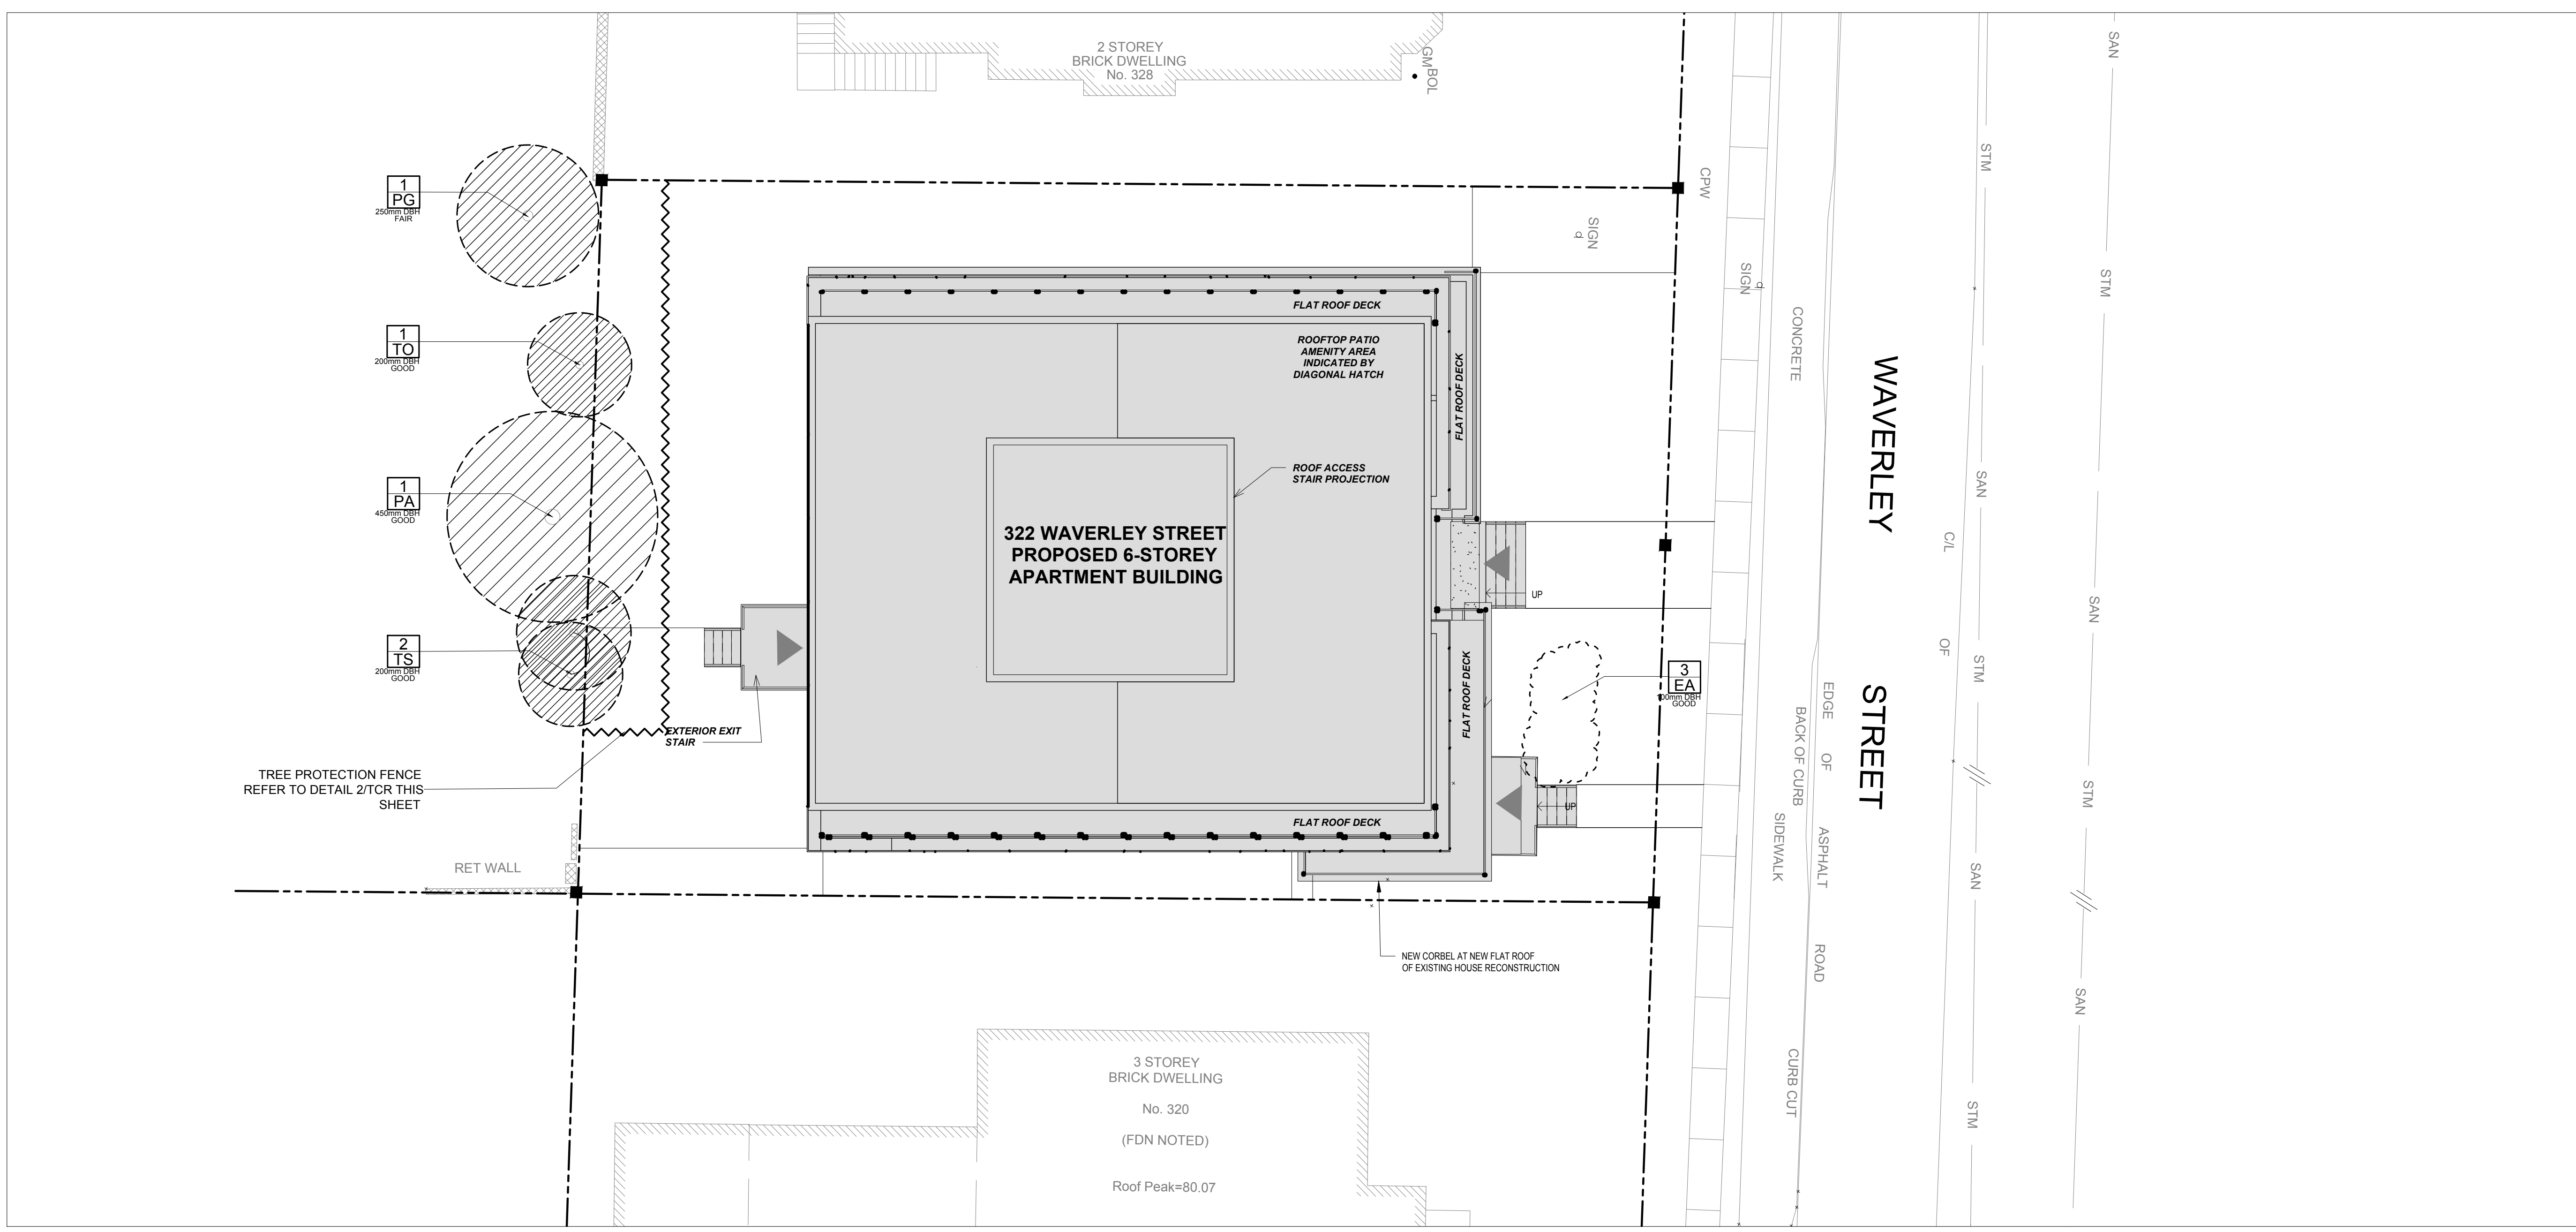 2 STOREY
BRICK DWELLING
No. 328
GM
BOL
SAN
STM
STM
CPW
SIGN
SIGN
1
PG
250mm DBH
FAIR
1
TO
200mm DBH
GOOD
1
PA
450mm DBH
GOOD
2
TS
200mm DBH
GOOD
FLAT ROOF DECK
ROOFTOP PATIO
AMENITY AREA
INDICATED BY
DIAGONAL HATCH
FLAT ROOF DECK
ROOF ACCESS
STAIR PROJECTION
322 WAVERLEY STREET
PROPOSED 6-STOREY
APARTMENT BUILDING
UP
3
EA
GOOD
FLAT ROOF DECK
EXTERIOR EXIT
STAIR
UP
FLAT ROOF DECK
TREE PROTECTION FENCE
REFER TO DETAIL 2/TCR THIS
SHEET
RET WALL
NEW CORBEL AT NEW FLAT ROOF
OF EXISTING HOUSE RECONSTRUCTION
CONCRETE
SIDEWALK
BACK OF CURB
EDGE OF ASPHALT ROAD
CURB CUT
WAVERLEY STREET
C/L OF
SAN
STM
SAN
STM
SAN
STM
SAN
3 STOREY
BRICK DWELLING
No. 320
(FDN NOTED)
Roof Peak=80.07